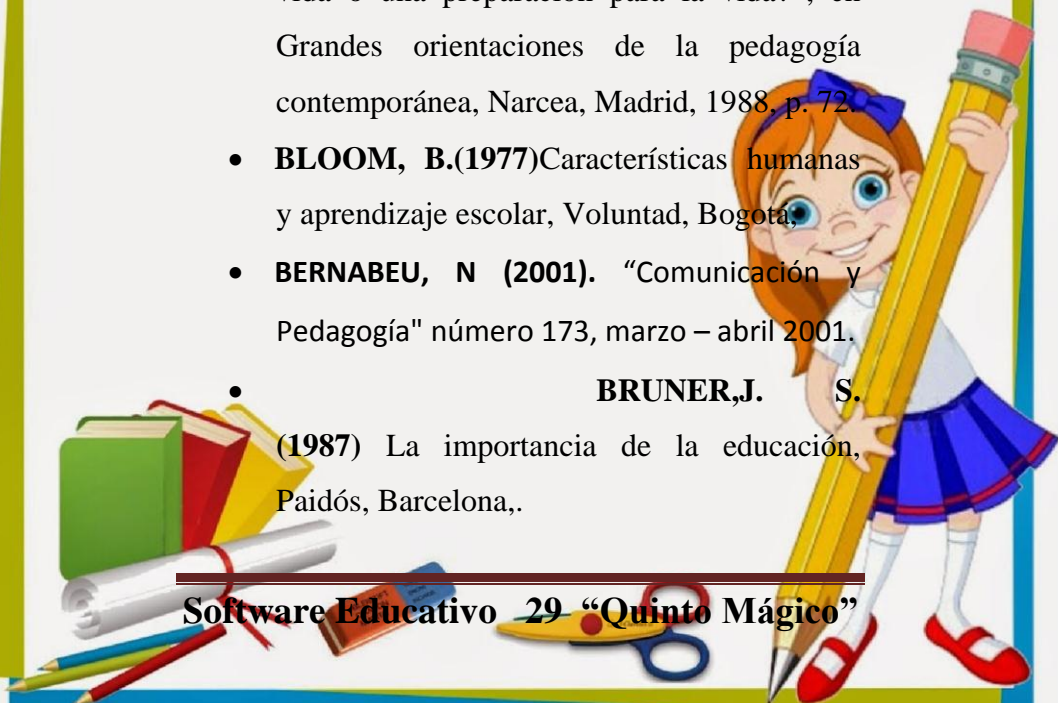 Grandes orientaciones de la pedagogía
contemporánea, Narcea, Madrid, 1988, p. 72.
• BLOOM, B.(1977)Características humanas
y aprendizaje escolar, Voluntad, Bogotá,
• BERNABEU, N (2001). “Comunicación y
Pedagogía" número 173, marzo – abril 2001.
• BRUNER,J. S.
(1987) La importancia de la educación,
Paidós, Barcelona,.
Software Educativo 29 “Quinto Mágico”